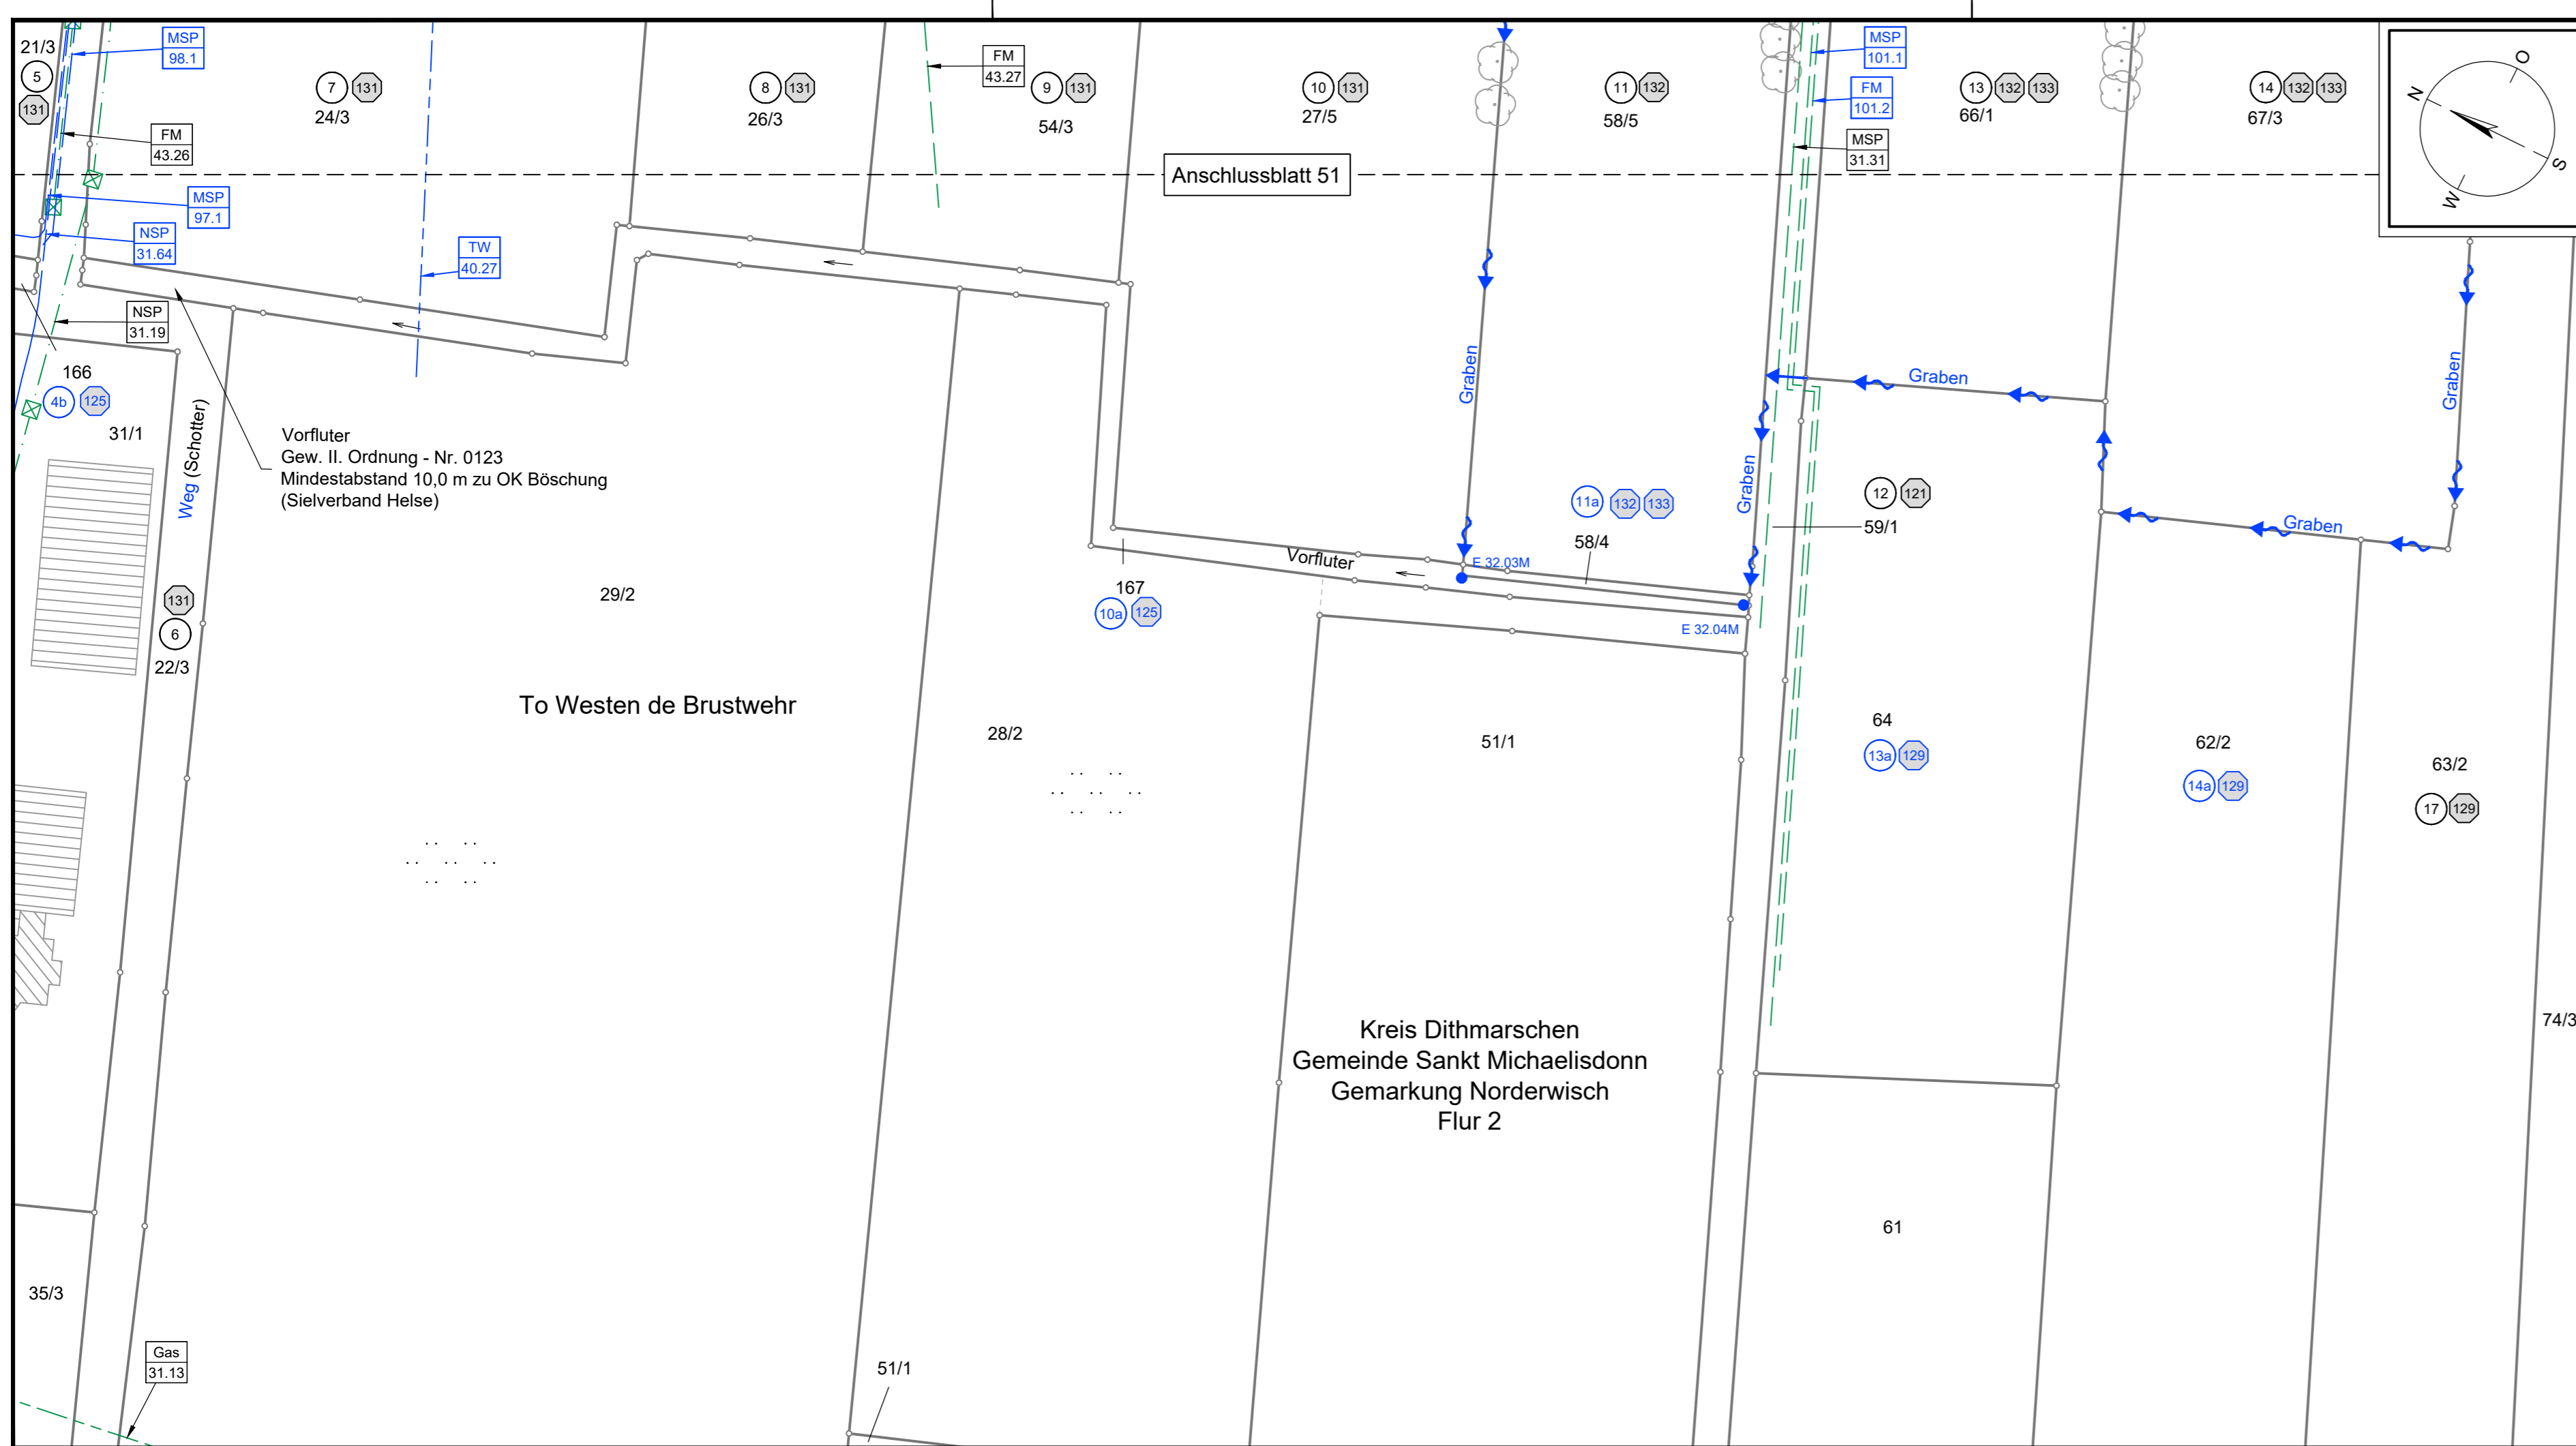 21/3
5
131
MSP
98.1
7 131
24/3
8 131
26/3
FM
43.27
9 131
54/3
10 131
27/5
11 132
58/5
MSP
101.1
FM
101.2
13 132 133
66/1
14 132 133
67/3
N
O
S
W
FM
43.26
MSP
31.31
Anschlussblatt 51
MSP
97.1
NSP
31.64
TW
40.27
NSP
31.19
166
4b 125
31/1
Weg (Schotter)
Vorfluter
Gew. II. Ordnung - Nr. 0123
Mindestabstand 10,0 m zu OK Böschung
(Sielverband Helse)
Graben
Graben
Graben
Graben
Graben
11a 132 133
58/4
12 121
59/1
Vorfluter
E 32.03M
E 32.04M
167
10a 125
29/2
131
6
22/3
To Westen de Brustwehr
28/2
51/1
64
13a 129
62/2
14a 129
63/2
17 129
74/3
Kreis Dithmarschen
Gemeinde Sankt Michaelisdonn
Gemarkung Norderwisch
Flur 2
61
35/3
Gas
31.13
51/1